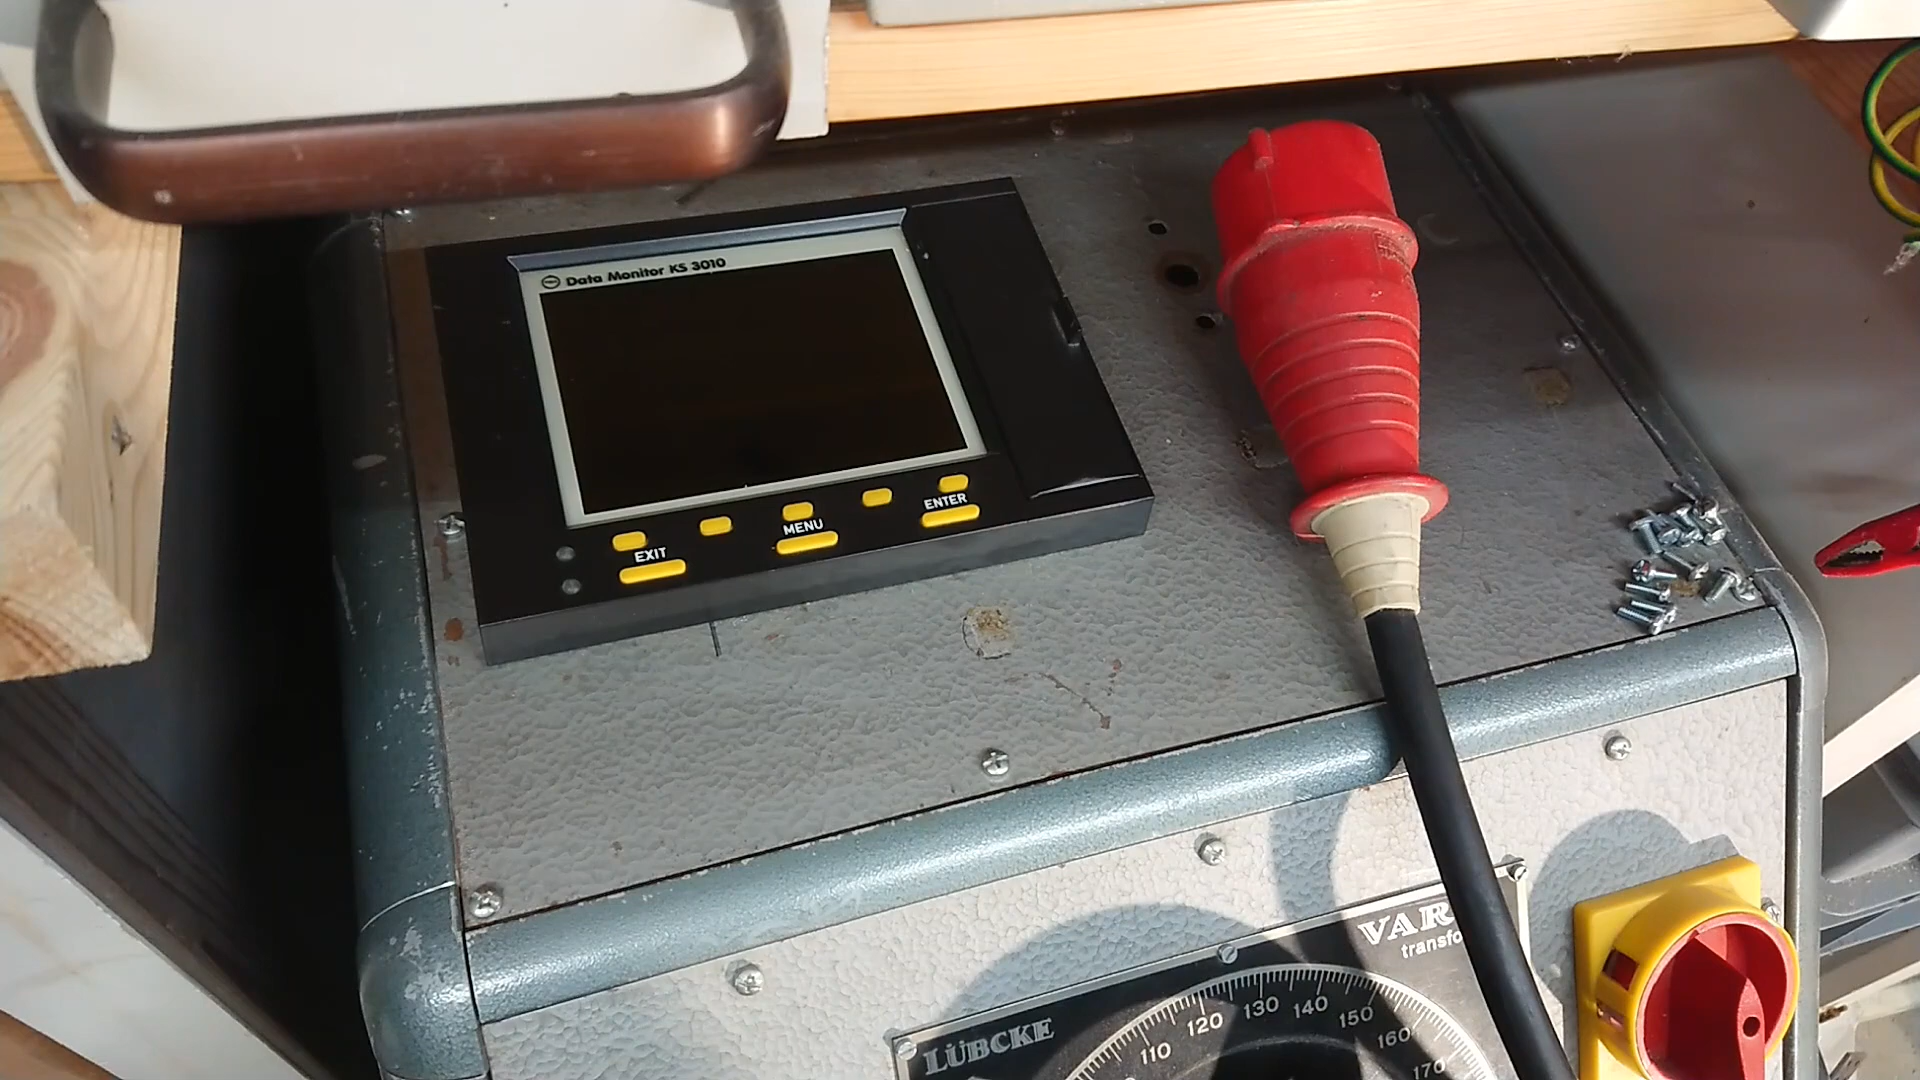 Data Monitor KS 3010
EXIT
MENU
ENTER
LÜBCKE
VAR
transfo
110
120
130
140
150
160
170